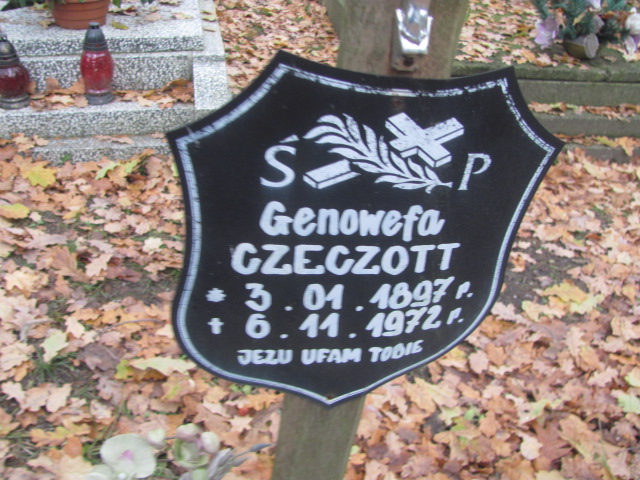 Ś P
Genowefa
CZECZOTT
* 3.01.1897 r.
† 6.11.1972 r.
JEZU UFAM TOBIE